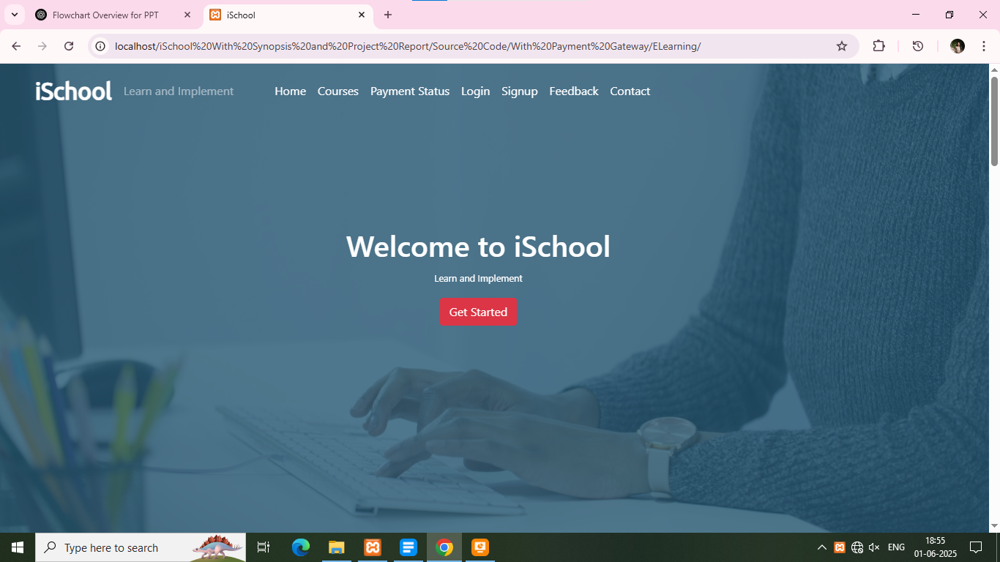 Flowchart Overview for PPT
iSchool
localhost/iSchool%20With%20Synopsis%20and%20Project%20Report/Source%20Code/With%20Payment%20Gateway/ELearning/
iSchool Learn and Implement Home Courses Payment Status Login Signup Feedback Contact
Welcome to iSchool
Learn and Implement
Get Started
Type here to search
ENG
18:55
01-06-2025